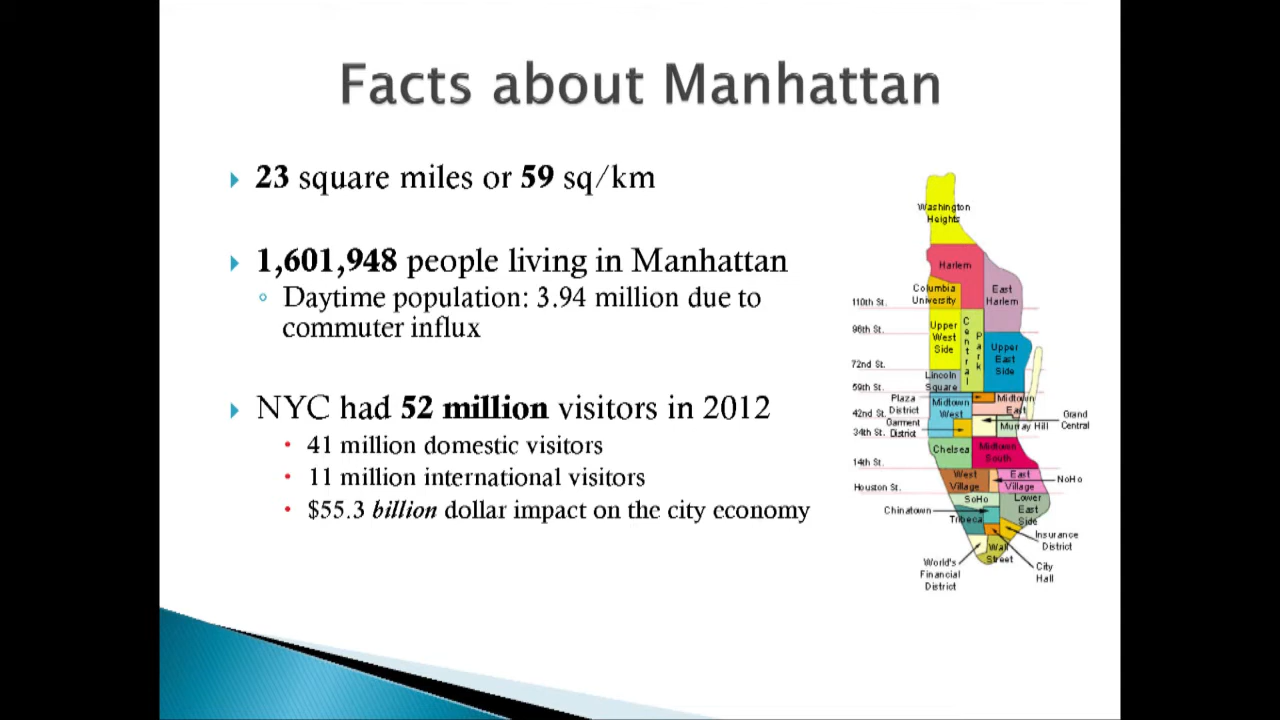 Facts about Manhattan
23 square miles or 59 sq/km
1,601,948 people living in Manhattan
Daytime population: 3.94 million due to
commuter influx
NYC had 52 million visitors in 2012
41 million domestic visitors
11 million international visitors
$55.3 billion dollar impact on the city economy
Washington
Heights
Harlem
Columbia
University
East
Harlem
110th St.
96th St.
Upper
West
Side
Central
Park
Upper
East
Side
72nd St.
Lincoln
Square
59th St.
Plaza
District
Midtown
West
Midtown
East
42nd St.
Garment
District
Murray Hill
Grand
Central
34th St.
Chelsea
Midtown
South
14th St.
West
Village
East
Village
NoHo
Houston St.
SoHo
Lower
East
Side
Chinatown
Tribeca
Insurance
District
Wall
Street
City
Hall
World's
Financial
District